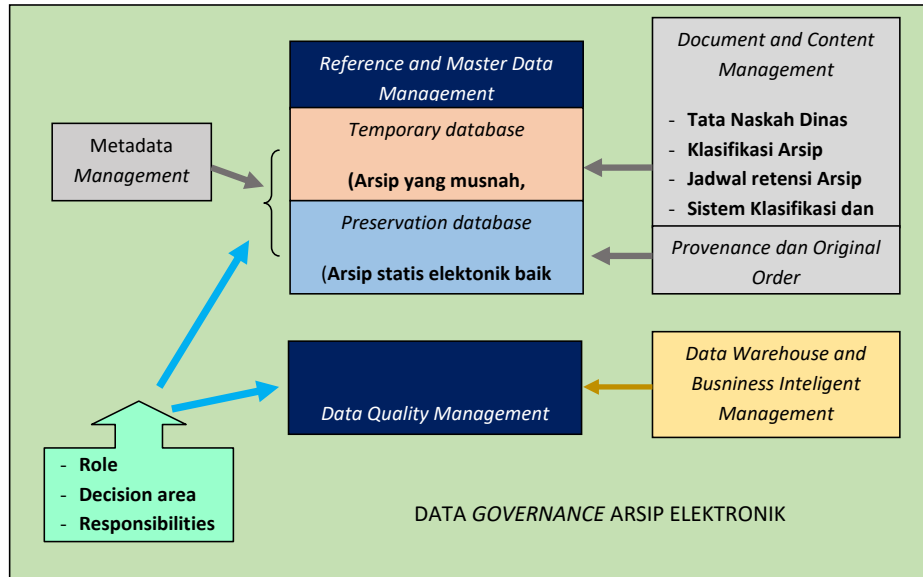 Reference and Master Data
Management
Temporary database
(Arsip yang musnah,
Preservation database
(Arsip statis elektonik baik
Metadata
Management
Document and Content
Management
- Tata Naskah Dinas
- Klasifikasi Arsip
- Jadwal retensi Arsip
- Sistem Klasifikasi dan
Provenance dan Original
Order
Data Quality Management
Data Warehouse and
Busniness Inteligent
Management
- Role
- Decision area
- Responsibilities
DATA GOVERNANCE ARSIP ELEKTRONIK